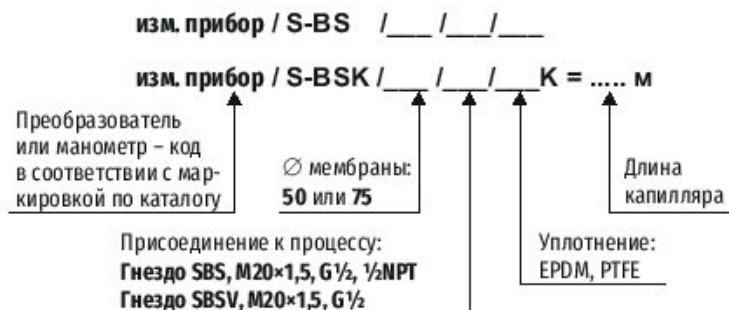 изм. прибор / S-BS /___ /___/___
изм. прибор / S-BSK /___ /___/___K = ..... м
Преобразователь
или манометр – код
в соответствии с мар-
кировкой по каталогу
∅ мембраны:
50 или 75
Длина
капилляра
Присоединение к процессу:
Гнездо SBS, M20×1,5, G½, ½NPT
Гнездо SBSV, M20×1,5, G½
Уплотнение:
EPDM, PTFE